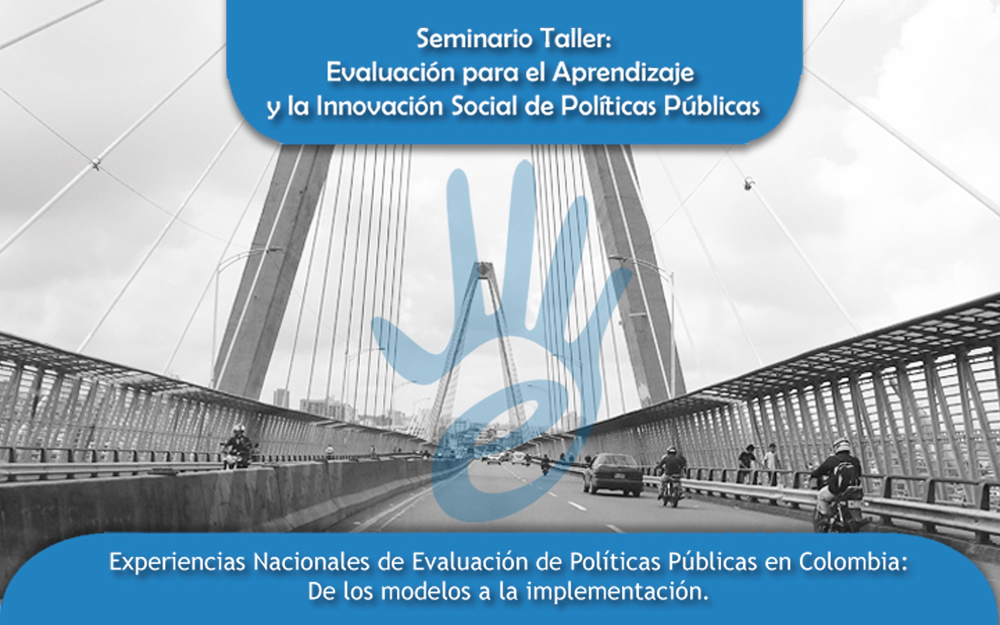 Seminario Taller:
Evaluación para el Aprendizaje
y la Innovación Social de Políticas Públicas
e
Experiencias Nacionales de Evaluación de Políticas Públicas en Colombia:
De los modelos a la implementación.